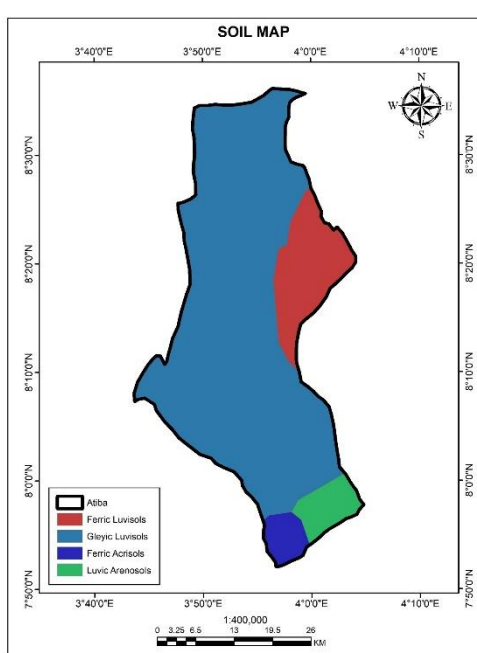 SOIL MAP
3°40'0"E 3°50'0"E 4°0'0"E 4°10'0"E
N
W E
S
8°30'0"N 8°30'0"N
8°20'0"N 8°20'0"N
8°10'0"N 8°10'0"N
8°0'0"N 8°0'0"N
Atiba
Ferric Luvisols
Gleyic Luvisols
Ferric Acrisols
Luvic Arenosols
7°50'0"N 7°50'0"N
3°40'0"E 3°50'0"E 4°0'0"E 4°10'0"E
1:400,000
0 3.25 6.5 13 19.5 26
KM